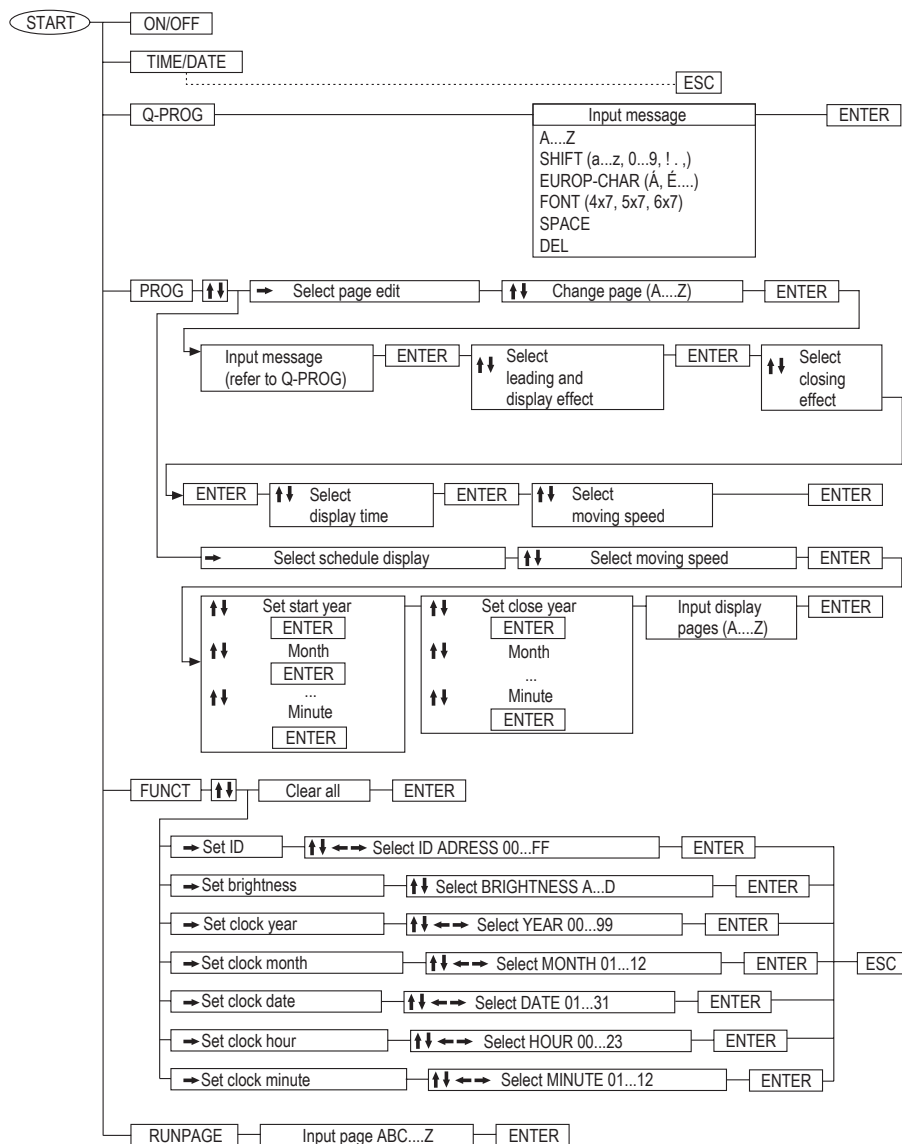 START
ON/OFF
TIME/DATE
ESC
Q-PROG
Input message
ENTER
A....Z
SHIFT (a...z, 0...9, ! . ,)
EUROP-CHAR (Á, É....)
FONT (4x7, 5x7, 6x7)
SPACE
DEL
PROG
Select page edit
Change page (A....Z)
ENTER
Input message
(refer to Q-PROG)
ENTER
Select
leading and
display effect
ENTER
Select
closing
effect
ENTER
Select
display time
ENTER
Select
moving speed
ENTER
Select schedule display
Select moving speed
ENTER
Set start year
ENTER
Month
ENTER
...
Minute
ENTER
Set close year
ENTER
Month
...
Minute
ENTER
Input display
pages (A....Z)
ENTER
FUNCT
Clear all
ENTER
Set ID
Select ID ADRESS 00...FF
ENTER
Set brightness
Select BRIGHTNESS A...D
ENTER
Set clock year
Select YEAR 00...99
ENTER
Set clock month
Select MONTH 01...12
ENTER
ESC
Set clock date
Select DATE 01...31
ENTER
Set clock hour
Select HOUR 00...23
ENTER
Set clock minute
Select MINUTE 01...12
ENTER
RUNPAGE
Input page ABC....Z
ENTER